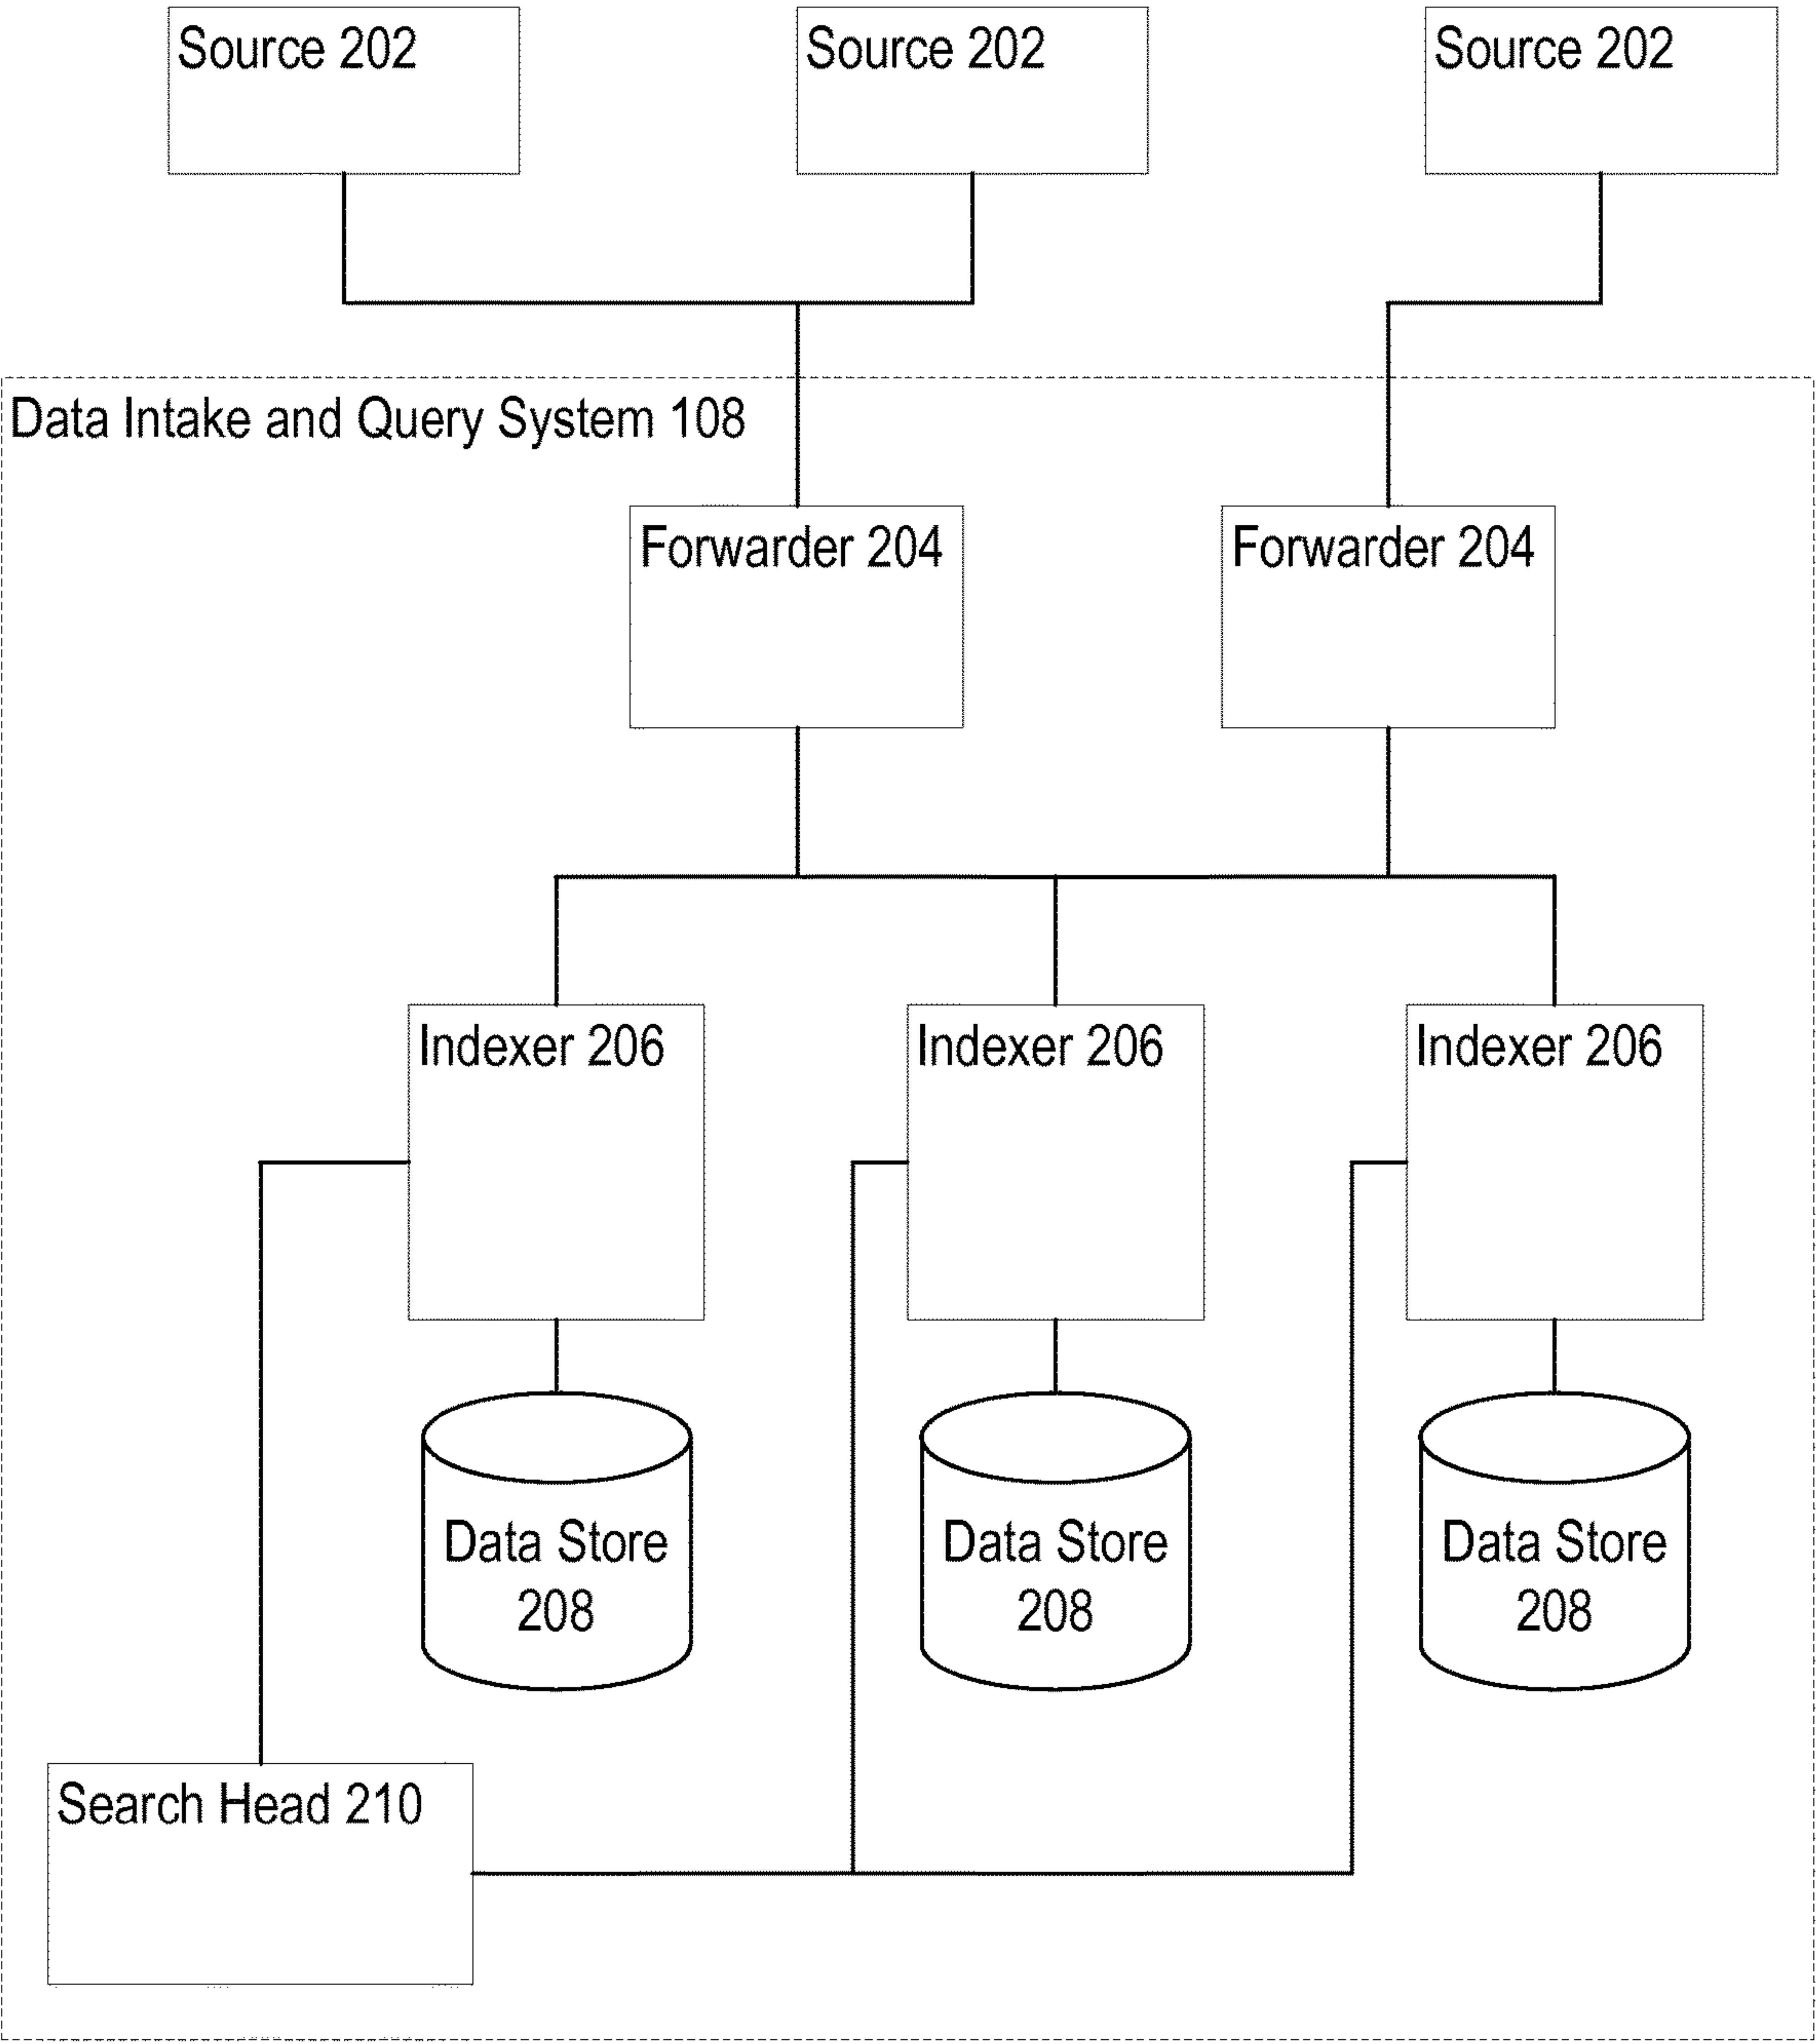 Source 202
Source 202
Source 202
Data Intake and Query System 108
Forwarder 204
Forwarder 204
Indexer 206
Indexer 206
Indexer 206
Data Store
208
Data Store
208
Data Store
208
Search Head 210